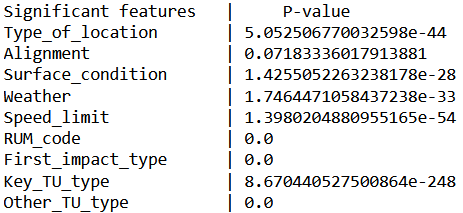 Significant features | P-value
Type_of_location | 5.052506770032598e-44
Alignment | 0.07183336017913881
Surface_condition | 1.4255052263238178e-28
Weather | 1.7464471058437238e-33
Speed_limit | 1.3980204880955165e-54
RUM_code | 0.0
First_impact_type | 0.0
Key_TU_type | 8.670440527500864e-248
Other_TU_type | 0.0